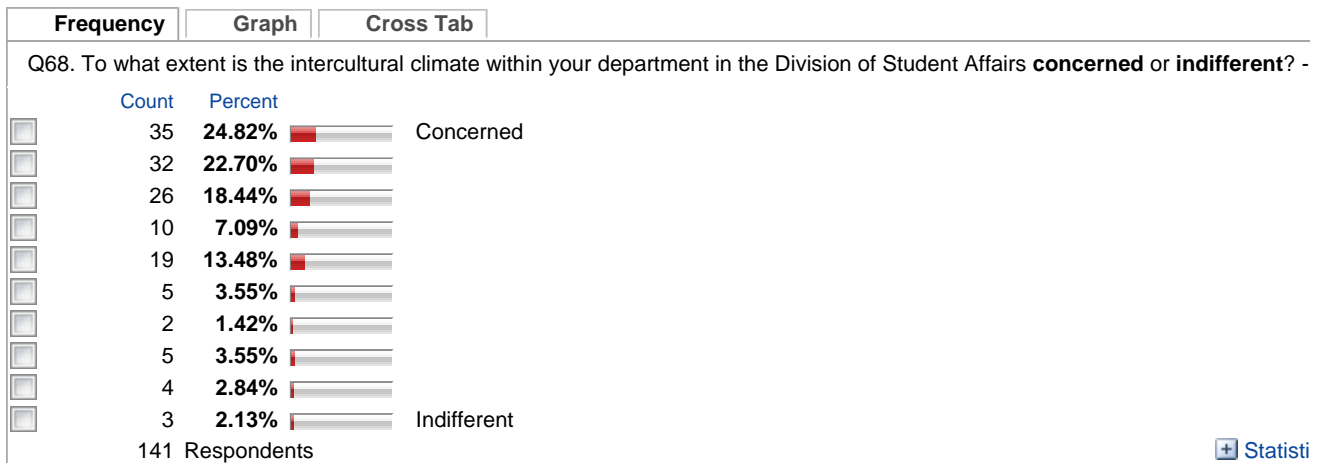 Frequency Graph Cross Tab
Q68. To what extent is the intercultural climate within your department in the Division of Student Affairs concerned or indifferent? -
Count Percent
35 24.82% Concerned
32 22.70%
26 18.44%
10 7.09%
19 13.48%
5 3.55%
2 1.42%
5 3.55%
4 2.84%
3 2.13% Indifferent
141 Respondents + Statisti